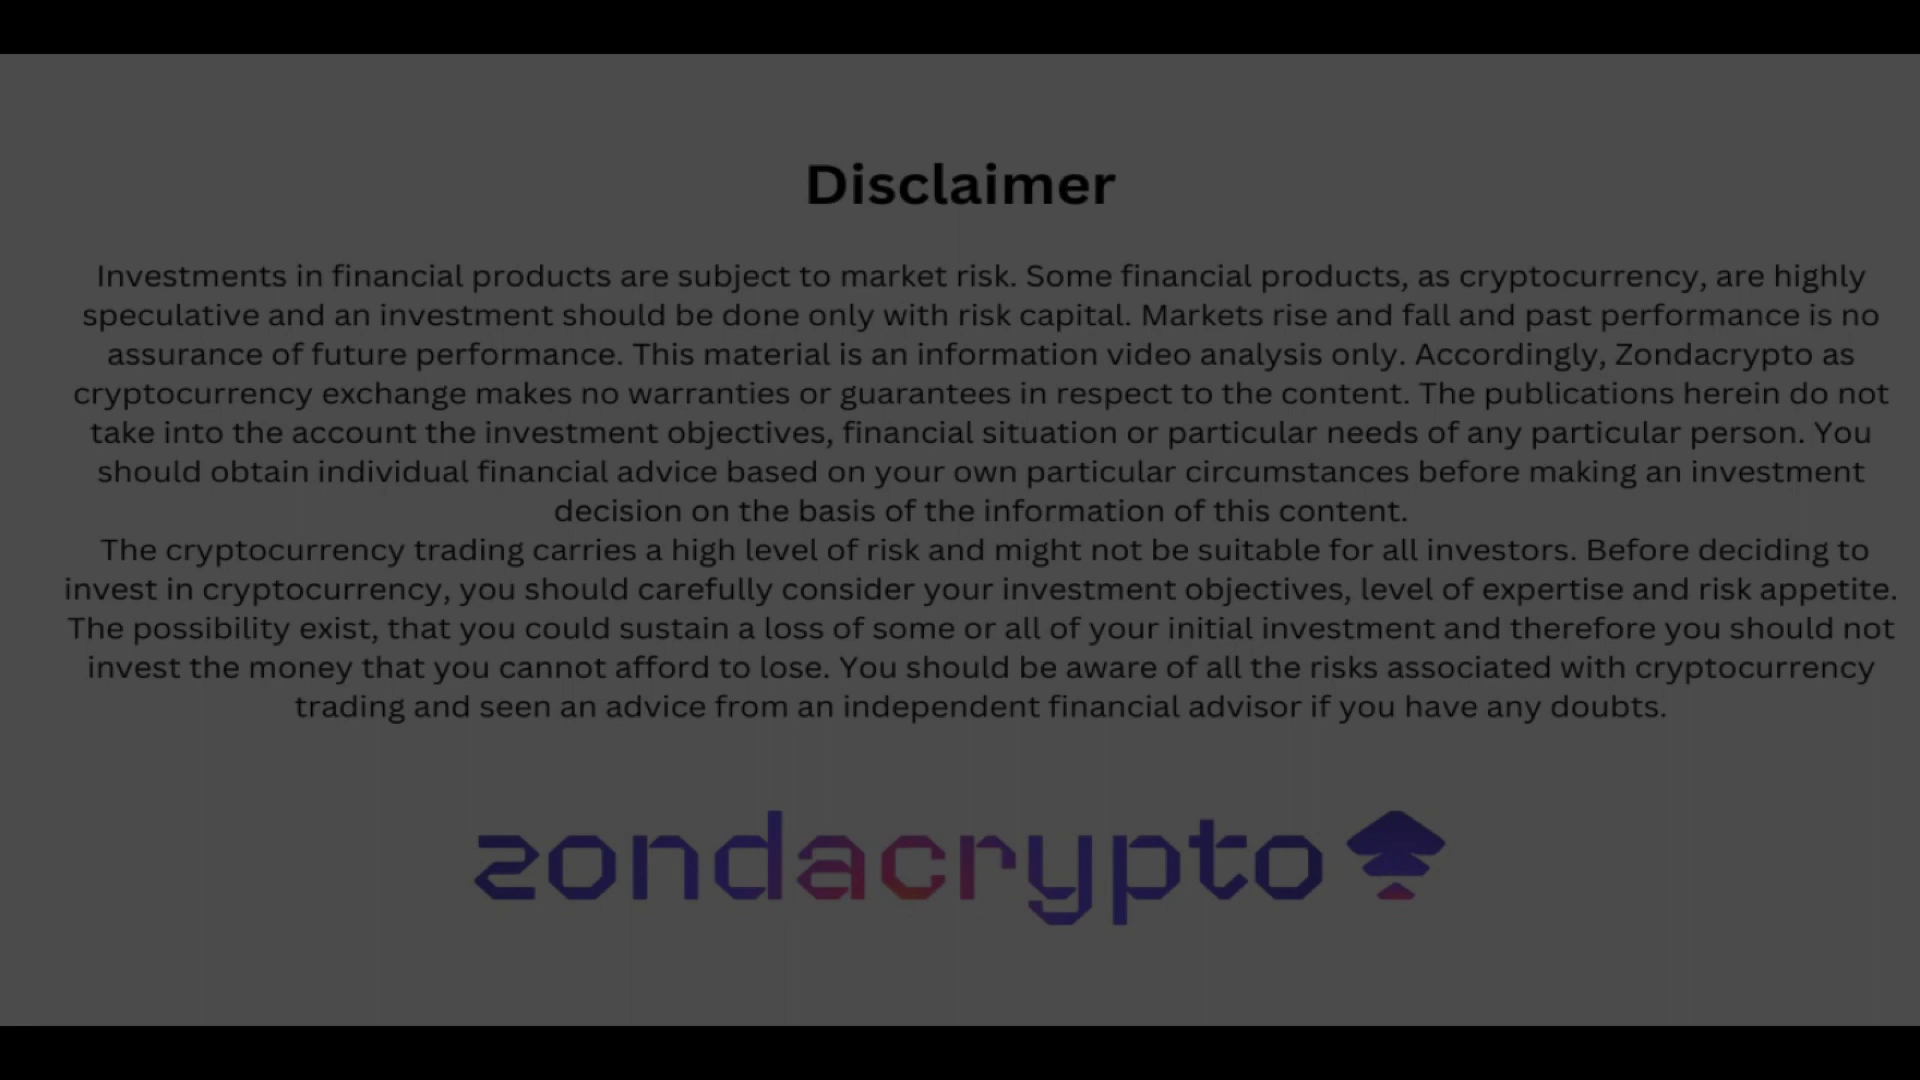 Disclaimer
Investments in financial products are subject to market risk. Some financial products, as cryptocurrency, are highly
speculative and an investment should be done only with risk capital. Markets rise and fall and past performance is no
assurance of future performance. This material is an information video analysis only. Accordingly, Zondacrypto as
cryptocurrency exchange makes no warranties or guarantees in respect to the content. The publications herein do not
take into the account the investment objectives, financial situation or particular needs of any particular person. You
should obtain individual financial advice based on your own particular circumstances before making an investment
decision on the basis of the information of this content.
The cryptocurrency trading carries a high level of risk and might not be suitable for all investors. Before deciding to
invest in cryptocurrency, you should carefully consider your investment objectives, level of expertise and risk appetite.
The possibility exist, that you could sustain a loss of some or all of your initial investment and therefore you should not
invest the money that you cannot afford to lose. You should be aware of all the risks associated with cryptocurrency
trading and seen an advice from an independent financial advisor if you have any doubts.
zondacrypto